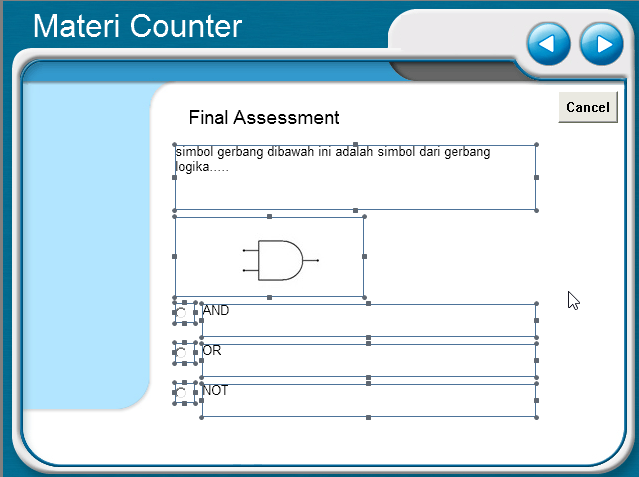 Materi Counter
Cancel
Final Assessment
simbol gerbang dibawah ini adalah simbol dari gerbang
logika.....
AND
OR
NOT